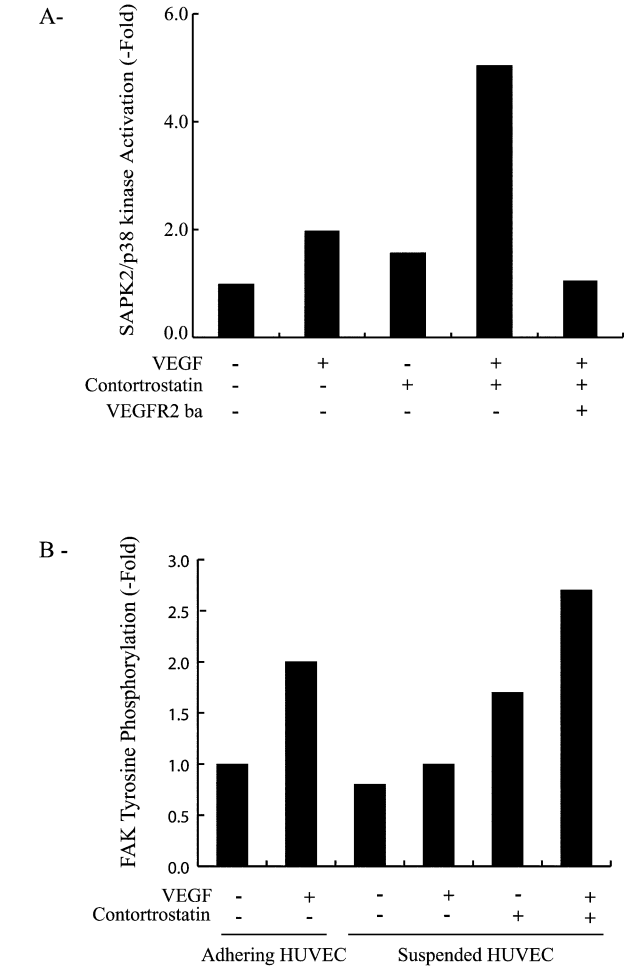 A-
SAPK2/p38 kinase Activation (-Fold)
6.0
4.0
2.0
0.0
VEGF - + - + +
Contortrostatin - - + + +
VEGFR2 ba - - - - +
B -
FAK Tyrosine Phosphorylation (-Fold)
3.0
2.5
2.0
1.5
1.0
0.5
0.0
VEGF - + - + - +
Contortrostatin - - - - + +
Adhering HUVEC Suspended HUVEC